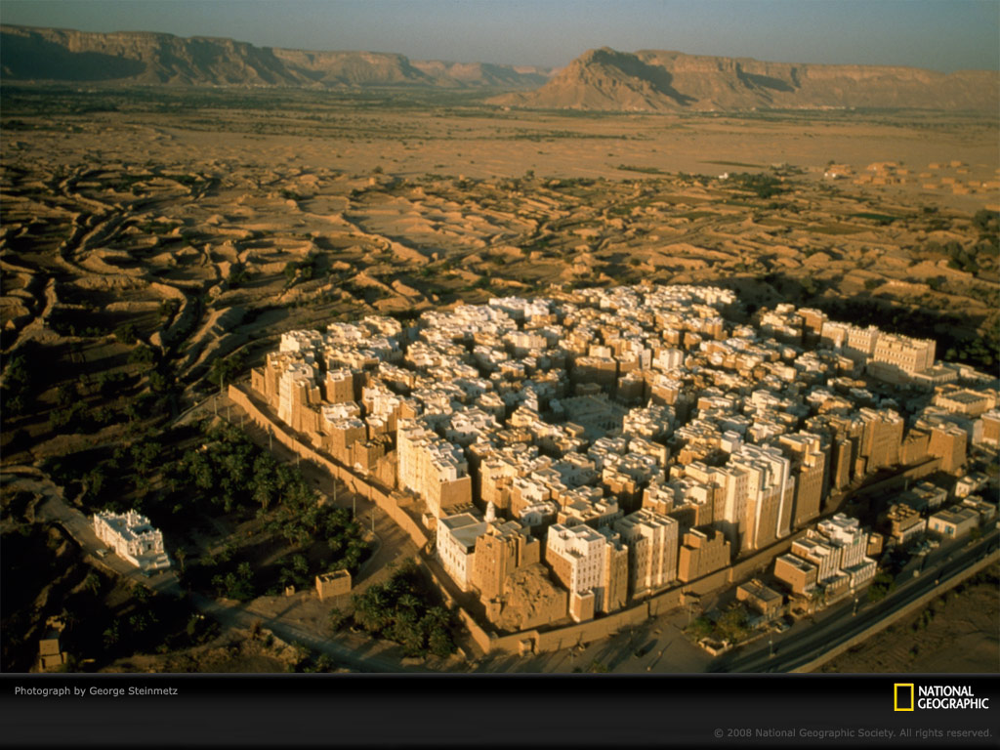 Photograph by George Steinmetz
NATIONAL
GEOGRAPHIC
© 2008 National Geographic Society. All rights reserved.